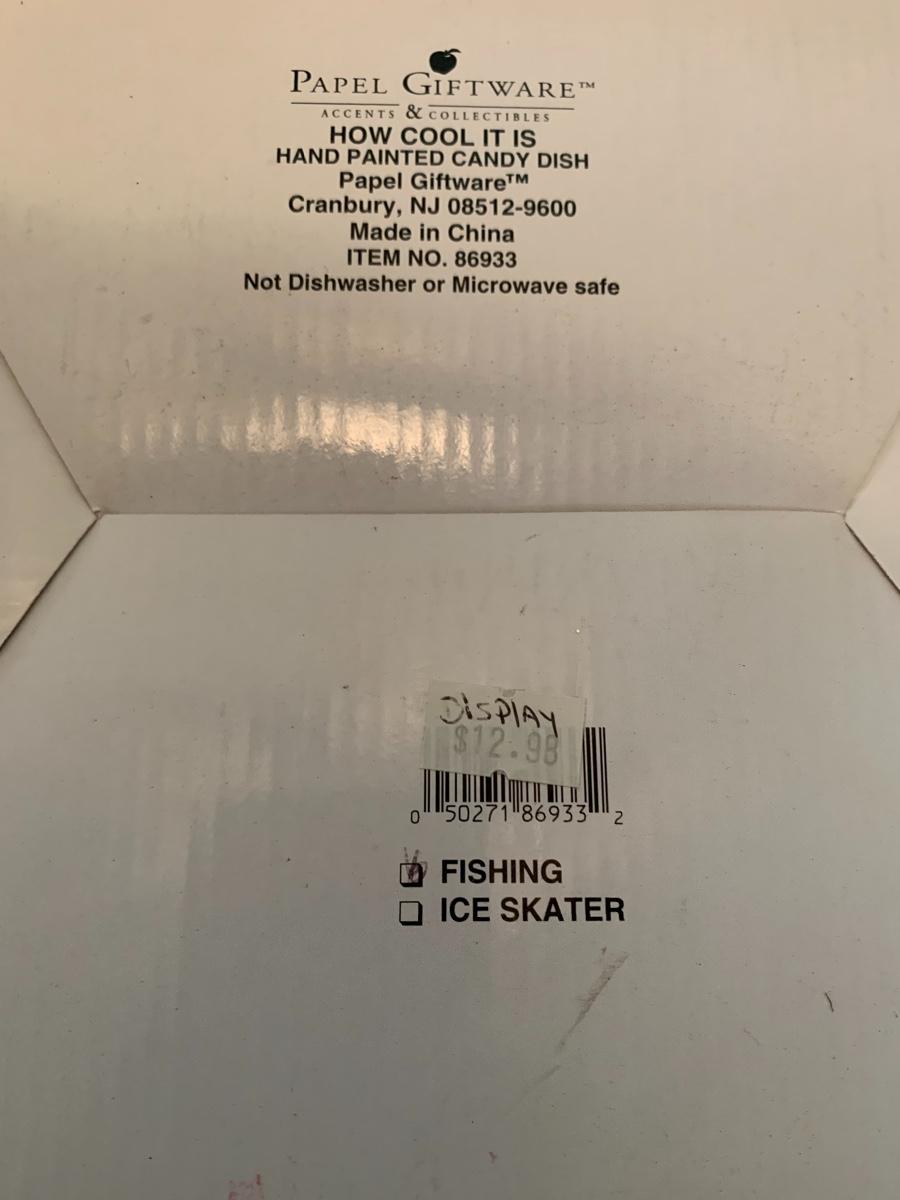 PAPEL GIFTWARE™
ACCENTS & COLLECTIBLES
HOW COOL IT IS
HAND PAINTED CANDY DISH
Papel Giftware™
Cranbury, NJ 08512-9600
Made in China
ITEM NO. 86933
Not Dishwasher or Microwave safe
DISPlAY
$12.98
0 50271 86933 2
FISHING
ICE SKATER